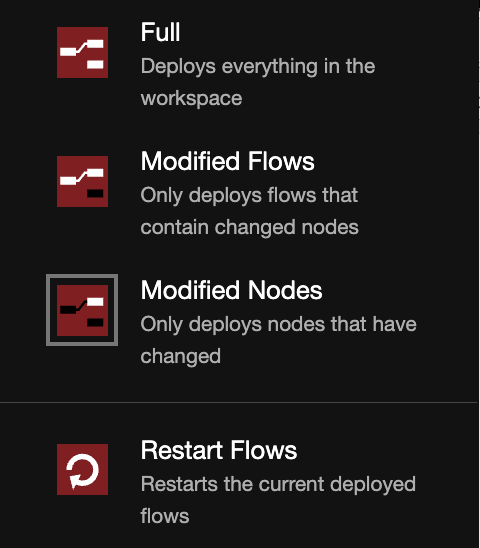 Full
Deploys everything in the
workspace
Modified Flows
Only deploys flows that
contain changed nodes
Modified Nodes
Only deploys nodes that have
changed
Restart Flows
Restarts the current deployed
flows